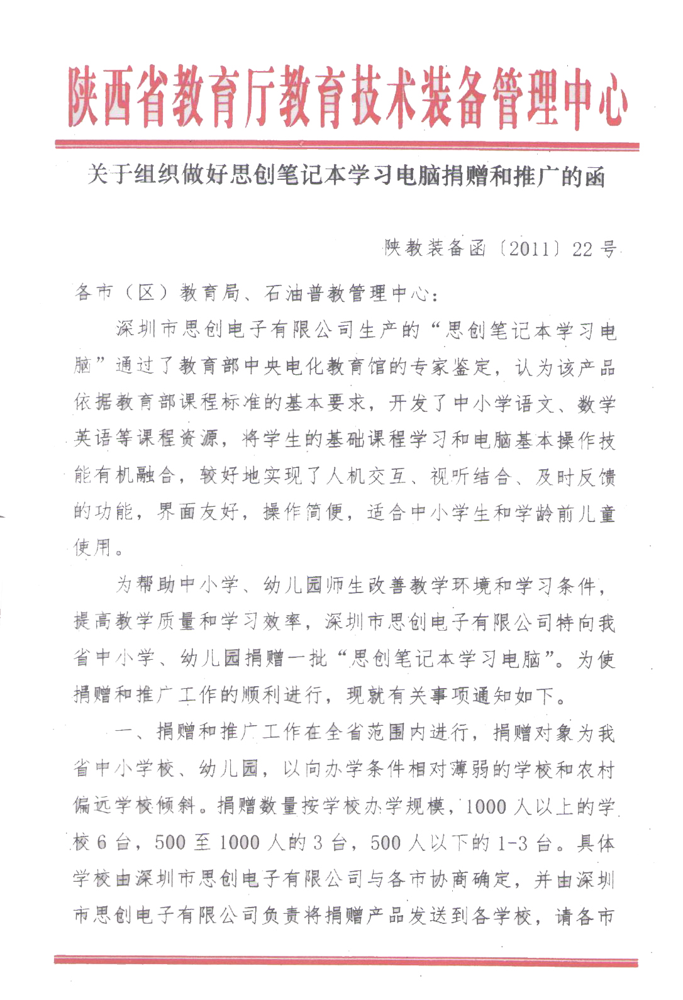 陕西省教育厅教育技术装备管理中心
关于组织做好思创笔记本学习电脑捐赠和推广的函
陕教装备函〔2011〕22号
各市（区）教育局、石油普教管理中心：
深圳市思创电子有限公司生产的“思创笔记本学习电
脑”通过了教育部中央电化教育馆的专家鉴定，认为该产品
依据教育部课程标准的基本要求，开发了中小学语文、数学
英语等课程资源，将学生的基础课程学习和电脑基本操作技
能有机融合，较好地实现了人机交互、视听结合、及时反馈
的功能，界面友好，操作简便，适合中小学生和学龄前儿童
使用。
为帮助中小学、幼儿园师生改善教学环境和学习条件，
提高教学质量和学习效率，深圳市思创电子有限公司特向我
省中小学、幼儿园捐赠一批“思创笔记本学习电脑”。为使
捐赠和推广工作的顺利进行，现就有关事项通知如下。
一、捐赠和推广工作在全省范围内进行，捐赠对象为我
省中小学校、幼儿园，以向办学条件相对薄弱的学校和农村
偏远学校倾斜。捐赠数量按学校办学规模，1000人以上的学
校6台，500至1000人的3台，500人以下的1-3台。具体
学校由深圳市思创电子有限公司与各市协商确定，并由深圳
市思创电子有限公司负责将捐赠产品发送到各学校，请各市